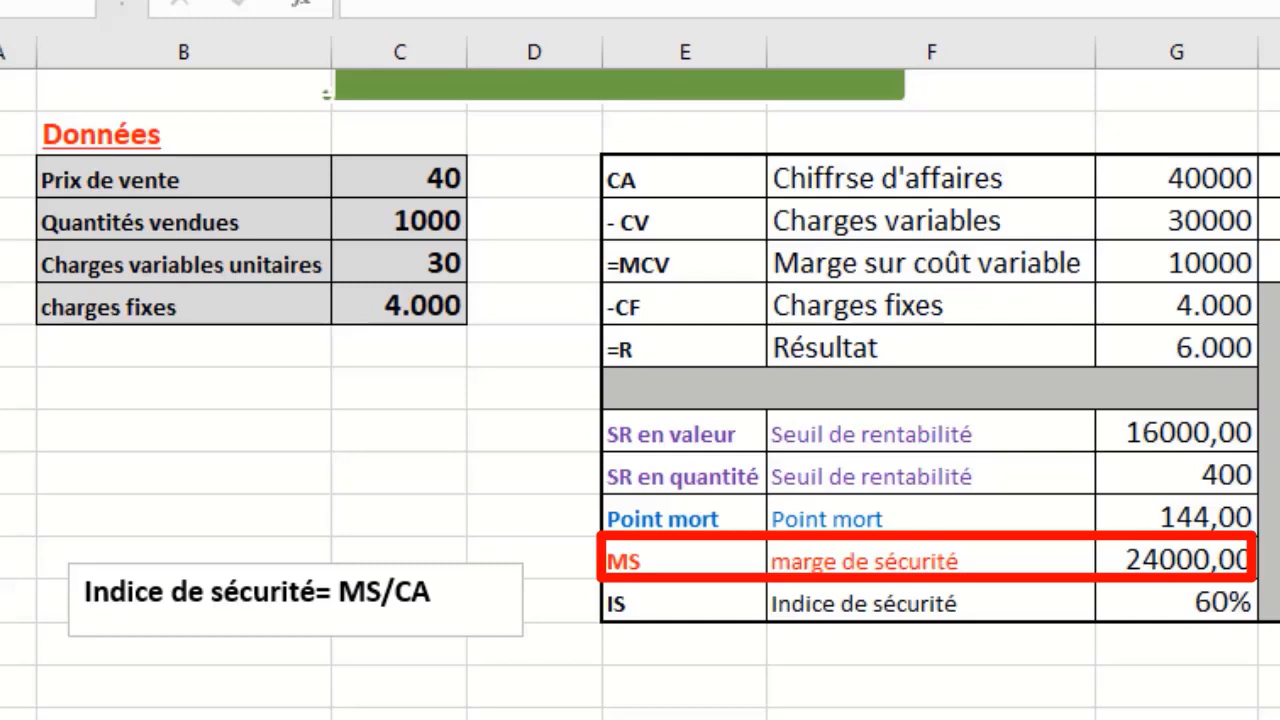 A B C D E F G
Données
Prix de vente 40
Quantités vendues 1000
Charges variables unitaires 30
charges fixes 4.000
CA Chiffrse d'affaires 40000
- CV Charges variables 30000
=MCV Marge sur coût variable 10000
-CF Charges fixes 4.000
=R Résultat 6.000
SR en valeur Seuil de rentabilité 16000,00
SR en quantité Seuil de rentabilité 400
Point mort Point mort 144,00
MS marge de sécurité 24000,00
IS Indice de sécurité 60%
Indice de sécurité= MS/CA